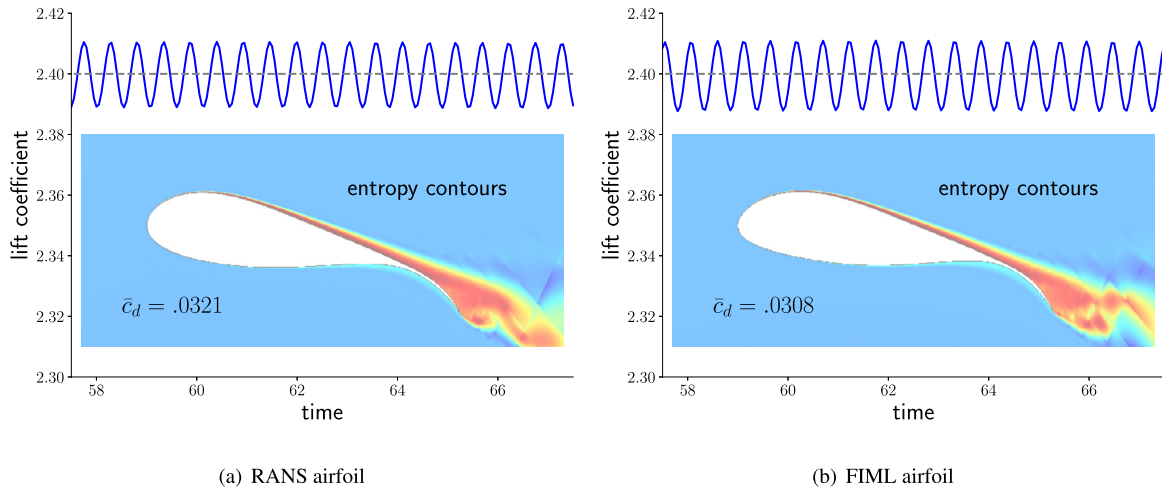 2.42
2.40
2.38
2.36
2.34
2.32
2.30
lift coefficient
entropy contours
c̄_d = .0321
58 60 62 64 66
time
(a) RANS airfoil
2.42
2.40
2.38
2.36
2.34
2.32
2.30
lift coefficient
entropy contours
c̄_d = .0308
58 60 62 64 66
time
(b) FIML airfoil